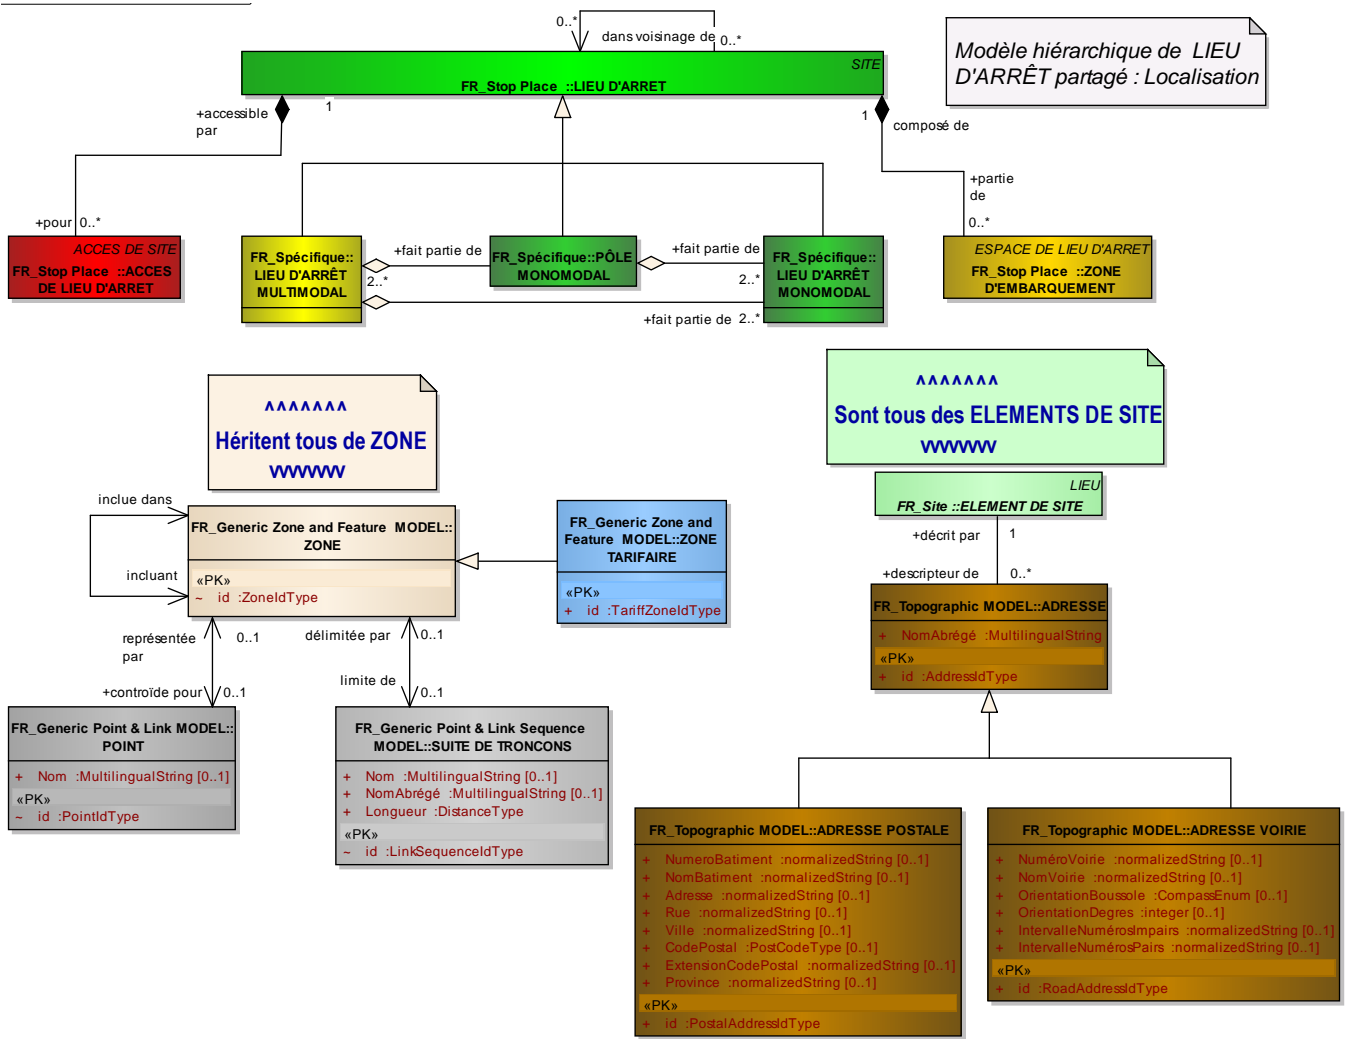 0..*
dans voisinage de
0..*
SITE
FR_Stop Place ::LIEU D'ARRET
Modèle hiérarchique de LIEU
D'ARRÊT partagé : Localisation
+accessible
par
1
1
composé de
+partie
de
+pour 0..*
0..*
ACCES DE SITE
FR_Stop Place ::ACCES
DE LIEU D'ARRET
FR_Spécifique::
LIEU D'ARRÊT
MULTIMODAL
+fait partie de
2..*
FR_Spécifique::PÔLE
MONOMODAL
+fait partie de
2..*
FR_Spécifique::
LIEU D'ARRÊT
MONOMODAL
+fait partie de 2..*
ESPACE DE LIEU D'ARRET
FR_Stop Place ::ZONE
D'EMBARQUEMENT
^^^^^^^
Héritent tous de ZONE
vvvvvvv
^^^^^^^
Sont tous des ELEMENTS DE SITE
vvvvvvv
inclue dans
incluant
FR_Generic Zone and Feature MODEL::
ZONE
«PK»
~ id :ZoneIdType
FR_Generic Zone and
Feature MODEL::ZONE
TARIFAIRE
«PK»
+ id :TariffZoneIdType
LIEU
FR_Site ::ELEMENT DE SITE
+décrit par
1
+descripteur de
0..*
FR_Topographic MODEL::ADRESSE
+ NomAbrégé :MultilingualString
«PK»
+ id :AddressIdType
représentée
par
0..1
+controïde pour
0..1
délimitée par
0..1
limite de
0..1
FR_Generic Point & Link MODEL::
POINT
+ Nom :MultilingualString [0..1]
«PK»
~ id :PointIdType
FR_Generic Point & Link Sequence
MODEL::SUITE DE TRONCONS
+ Nom :MultilingualString [0..1]
+ NomAbrégé :MultilingualString [0..1]
+ Longueur :DistanceType
«PK»
~ id :LinkSequenceIdType
FR_Topographic MODEL::ADRESSE POSTALE
+ NumeroBatiment :normalizedString [0..1]
+ NomBatiment :normalizedString [0..1]
+ Adresse :normalizedString [0..1]
+ Rue :normalizedString [0..1]
+ Ville :normalizedString [0..1]
+ CodePostal :PostCodeType [0..1]
+ ExtensionCodePostal :normalizedString [0..1]
+ Province :normalizedString [0..1]
«PK»
+ id :PostalAddressIdType
FR_Topographic MODEL::ADRESSE VOIRIE
+ NuméroVoirie :normalizedString [0..1]
+ NomVoirie :normalizedString [0..1]
+ OrientationBoussole :CompassEnum [0..1]
+ OrientationDegres :integer [0..1]
+ IntervalleNumérosImpairs :normalizedString [0..1]
+ IntervalleNumérosPairs :normalizedString [0..1]
«PK»
+ id :RoadAddressIdType